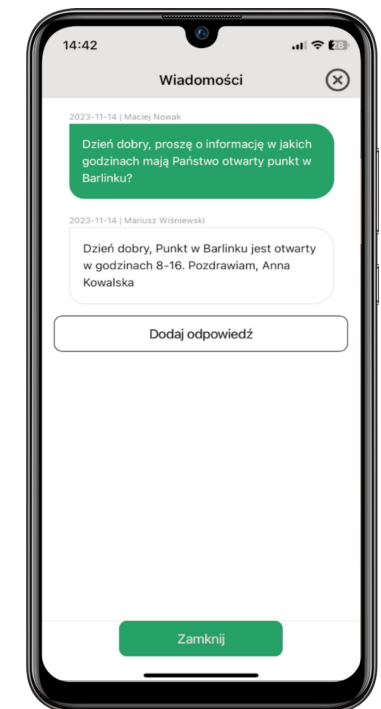 14:42
28
Wiadomości
2023-11-14 | Maciej Nowak
Dzień dobry, proszę o informację w jakich
godzinach mają Państwo otwarty punkt w
Barlinku?
2023-11-14 | Mariusz Wiśniewski
Dzień dobry, Punkt w Barlinku jest otwarty
w godzinach 8-16. Pozdrawiam, Anna
Kowalska
Dodaj odpowiedź
Zamknij